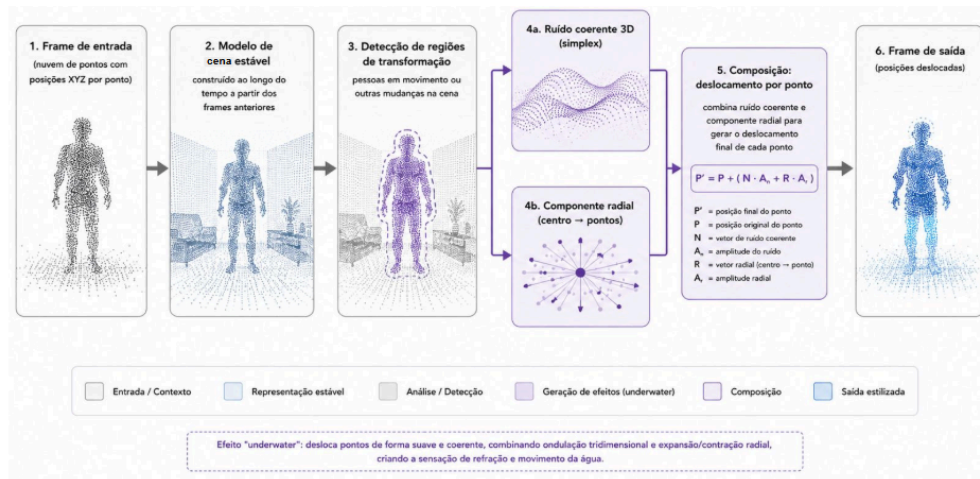 1. Frame de entrada
(nuvem de pontos com
posições XYZ por ponto)
2. Modelo de
cena estável
construído ao longo do
tempo a partir dos
frames anteriores
3. Detecção de regiões
de transformação
pessoas em movimento ou
outras mudanças na cena
4a. Ruído coerente 3D
(simplex)
4b. Componente radial
(centro → pontos)
5. Composição:
deslocamento por ponto
combina ruído coerente e
componente radial para
gerar o deslocamento
final de cada ponto
P' = P + ( N · Aₙ + R · Aᵣ )
P' = posição final do ponto
P = posição original do ponto
N = vetor de ruído coerente
Aₙ = amplitude do ruído
R = vetor radial (centro → ponto)
Aᵣ = amplitude radial
6. Frame de saída
(posições deslocadas)
Entrada / Contexto
Representação estável
Análise / Detecção
Geração de efeitos (underwater)
Composição
Saída estilizada
Efeito "underwater": desloca pontos de forma suave e coerente, combinando ondulação tridimensional e expansão/contração radial,
criando a sensação de refração e movimento da água.